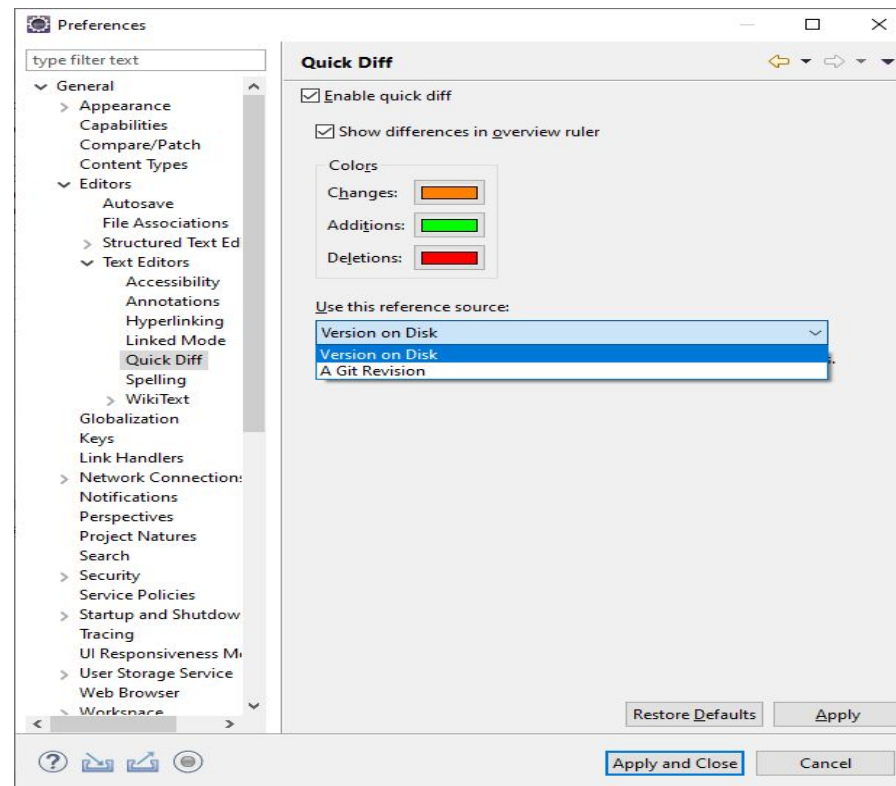 Preferences
type filter text
General
Appearance
Capabilities
Compare/Patch
Content Types
Editors
Autosave
File Associations
Structured Text Ed
Text Editors
Accessibility
Annotations
Hyperlinking
Linked Mode
Quick Diff
Spelling
WikiText
Globalization
Keys
Link Handlers
Network Connection
Notifications
Perspectives
Project Natures
Search
Security
Service Policies
Startup and Shutdow
Tracing
UI Responsiveness M
User Storage Service
Web Browser
Workspace
Quick Diff
Enable quick diff
Show differences in overview ruler
Colors
Changes:
Additions:
Deletions:
Use this reference source:
Version on Disk
Version on Disk
A Git Revision
Restore Defaults
Apply
Apply and Close
Cancel